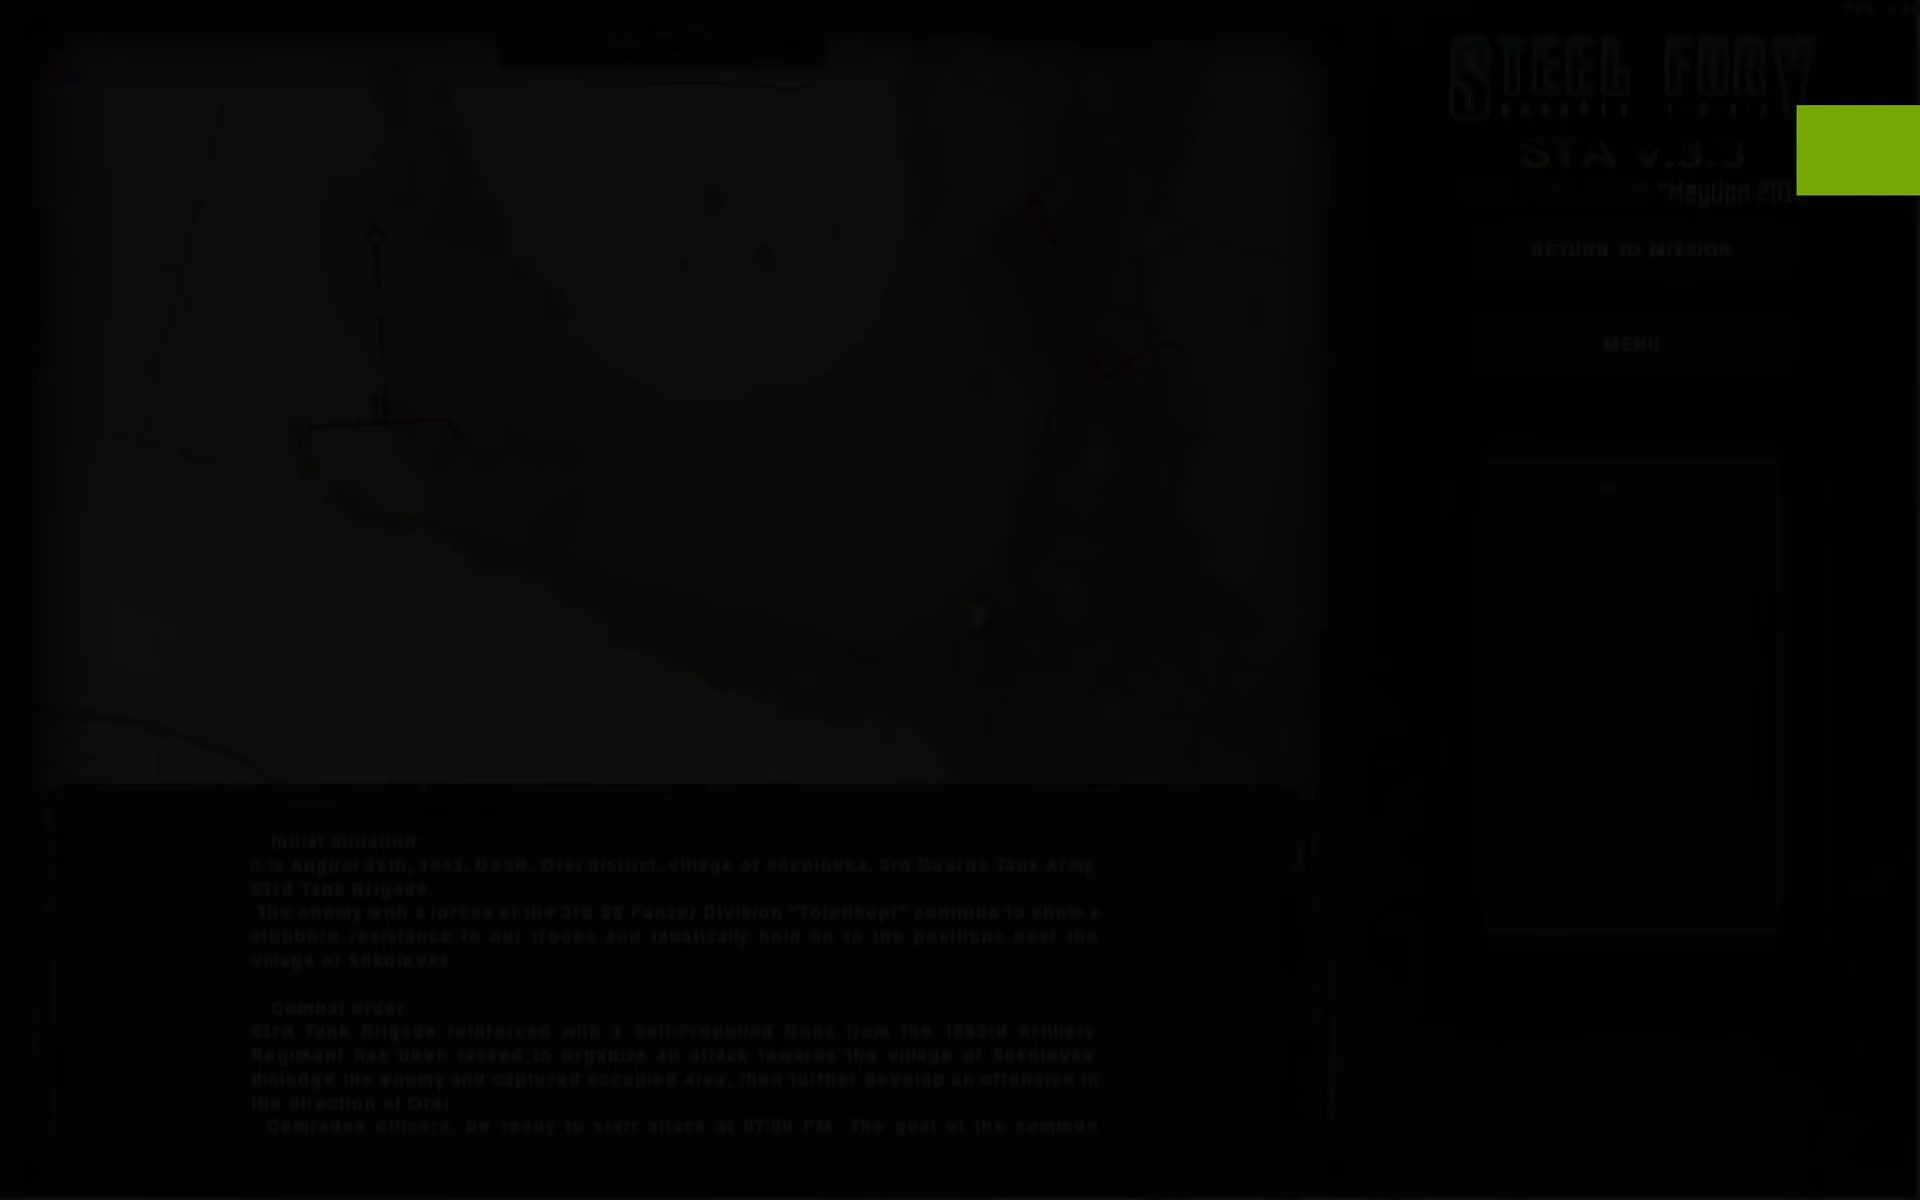 STEEL FURY
KHARKIV 1942
STA v.3.3
RETURN TO MISSION
MENU
Initial situation:
It is August 1943, USSR, Orel district, village of Sokolovka, 3rd Guards Tank Army,
53rd Tank Brigade.
The enemy with a forces of the 3rd SS Panzer Division "Totenkopf" continue to show a
stubborn resistance to our troops and fanatically hold on to the positions near the
village of Sokolovka.
Combat order:
53rd Tank Brigade reinforced with a Self-Propelled Guns from the Artillery
Regiment has been tasked to organize an attack towards the village of Sokolovka,
dislodge the enemy and captured occupied area, then further develop an offensive in
the direction of Orel.
Comrades officers, be ready to start attack at 07:00 PM. The goal of the common